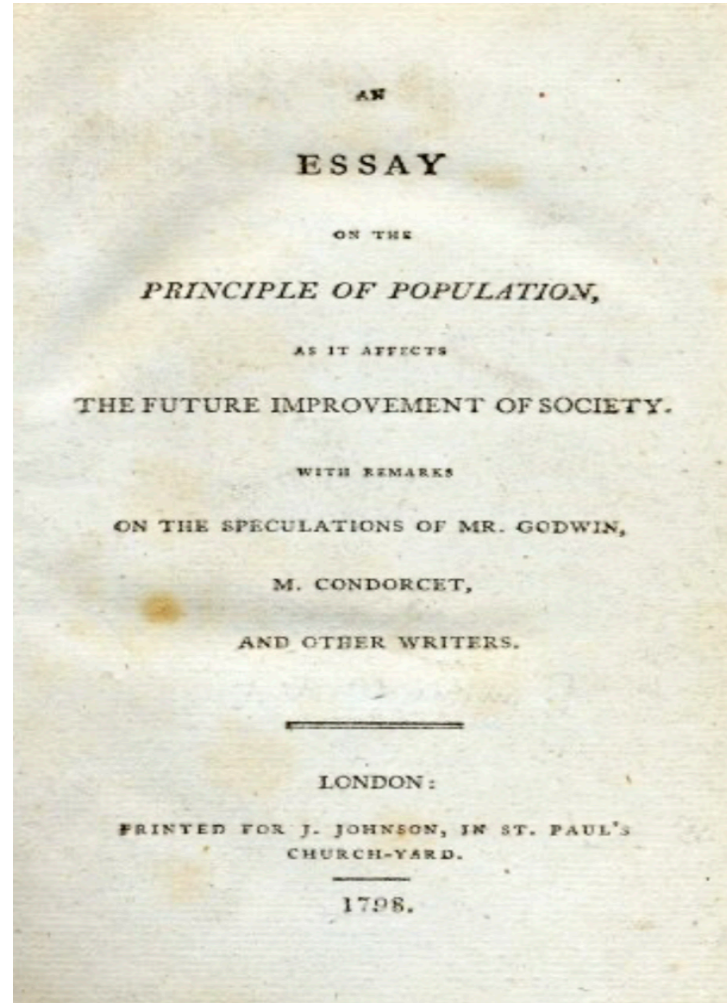 AN
ESSAY
ON THE
PRINCIPLE OF POPULATION,
AS IT AFFECTS
THE FUTURE IMPROVEMENT OF SOCIETY.
WITH REMARKS
ON THE SPECULATIONS OF MR. GODWIN,
M. CONDORCET,
AND OTHER WRITERS.
LONDON:
PRINTED FOR J. JOHNSON, IN ST. PAUL'S
CHURCH-YARD.
1798.